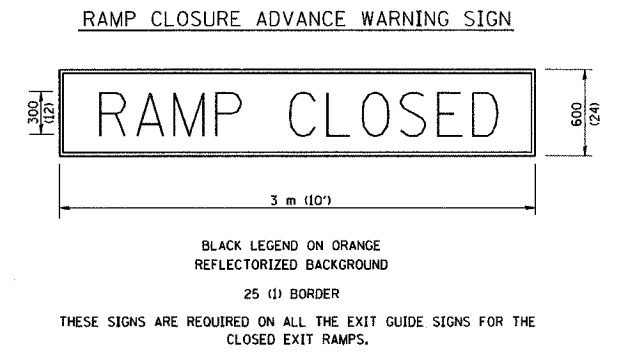 RAMP CLOSURE ADVANCE WARNING SIGN
RAMP CLOSED
300
(12)
600
(24)
3 m (10')
BLACK LEGEND ON ORANGE
REFLECTORIZED BACKGROUND
25 (1) BORDER
THESE SIGNS ARE REQUIRED ON ALL THE EXIT GUIDE SIGNS FOR THE
CLOSED EXIT RAMPS.